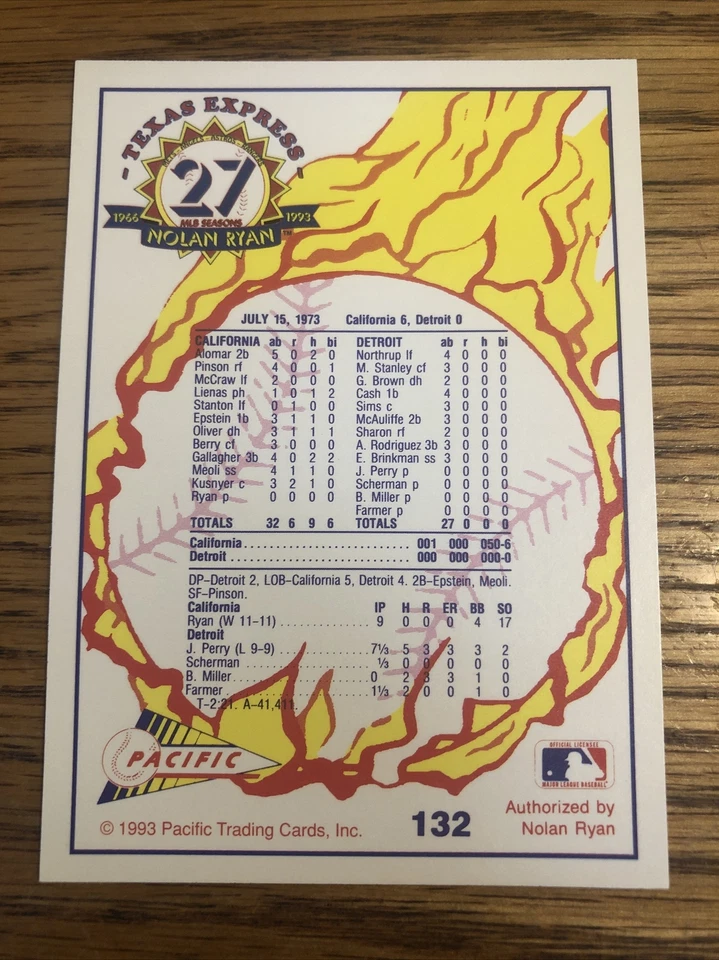 TEXAS EXPRESS
27
MLB SEASONS
1966 1993
NOLAN RYAN™
JULY 15, 1973 California 6, Detroit 0
CALIFORNIA ab r h bi DETROIT ab r h bi
Alomar 2b 5 0 2 0 Northrup lf 4 0 0 0
Pinson rf 4 0 0 1 M. Stanley cf 3 0 0 0
McCraw lf 2 0 0 0 G. Brown dh 2 0 0 0
Lienas ph 1 0 1 2 Cash 1b 4 0 0 0
Stanton lf 0 1 0 0 Sims c 3 0 0 0
Epstein 1b 3 1 1 0 McAuliffe 2b 3 0 0 0
Oliver dh 3 1 1 1 Sharon rf 2 0 0 0
Berry cf 3 0 0 0 A. Rodriguez 3b 3 0 0 0
Gallagher 3b 4 0 2 2 E. Brinkman ss 3 0 0 0
Meoli ss 4 1 1 0 J. Perry p 0 0 0 0
Kusnyer c 3 2 1 0 Scherman p 0 0 0 0
Ryan p 0 0 0 0 B. Miller p 0 0 0 0
Farmer p 0 0 0 0
TOTALS 32 6 9 6 TOTALS 27 0 0 0
California 001 000 050-6
Detroit 000 000 000-0
DP-Detroit 2, LOB-California 5, Detroit 4. 2B-Epstein, Meoli.
SF-Pinson.
California IP H R ER BB SO
Ryan (W 11-11) 9 0 0 0 4 17
Detroit
J. Perry (L 9-9) 7⅓ 5 3 3 3 2
Scherman ⅓ 0 0 0 0 0
B. Miller 0 2 3 3 1 0
Farmer 1⅓ 2 0 0 1 0
T-2:21. A-41,411.
PACIFIC
OFFICIAL LICENSEE
MAJOR LEAGUE BASEBALL
© 1993 Pacific Trading Cards, Inc.
132
Authorized by
Nolan Ryan